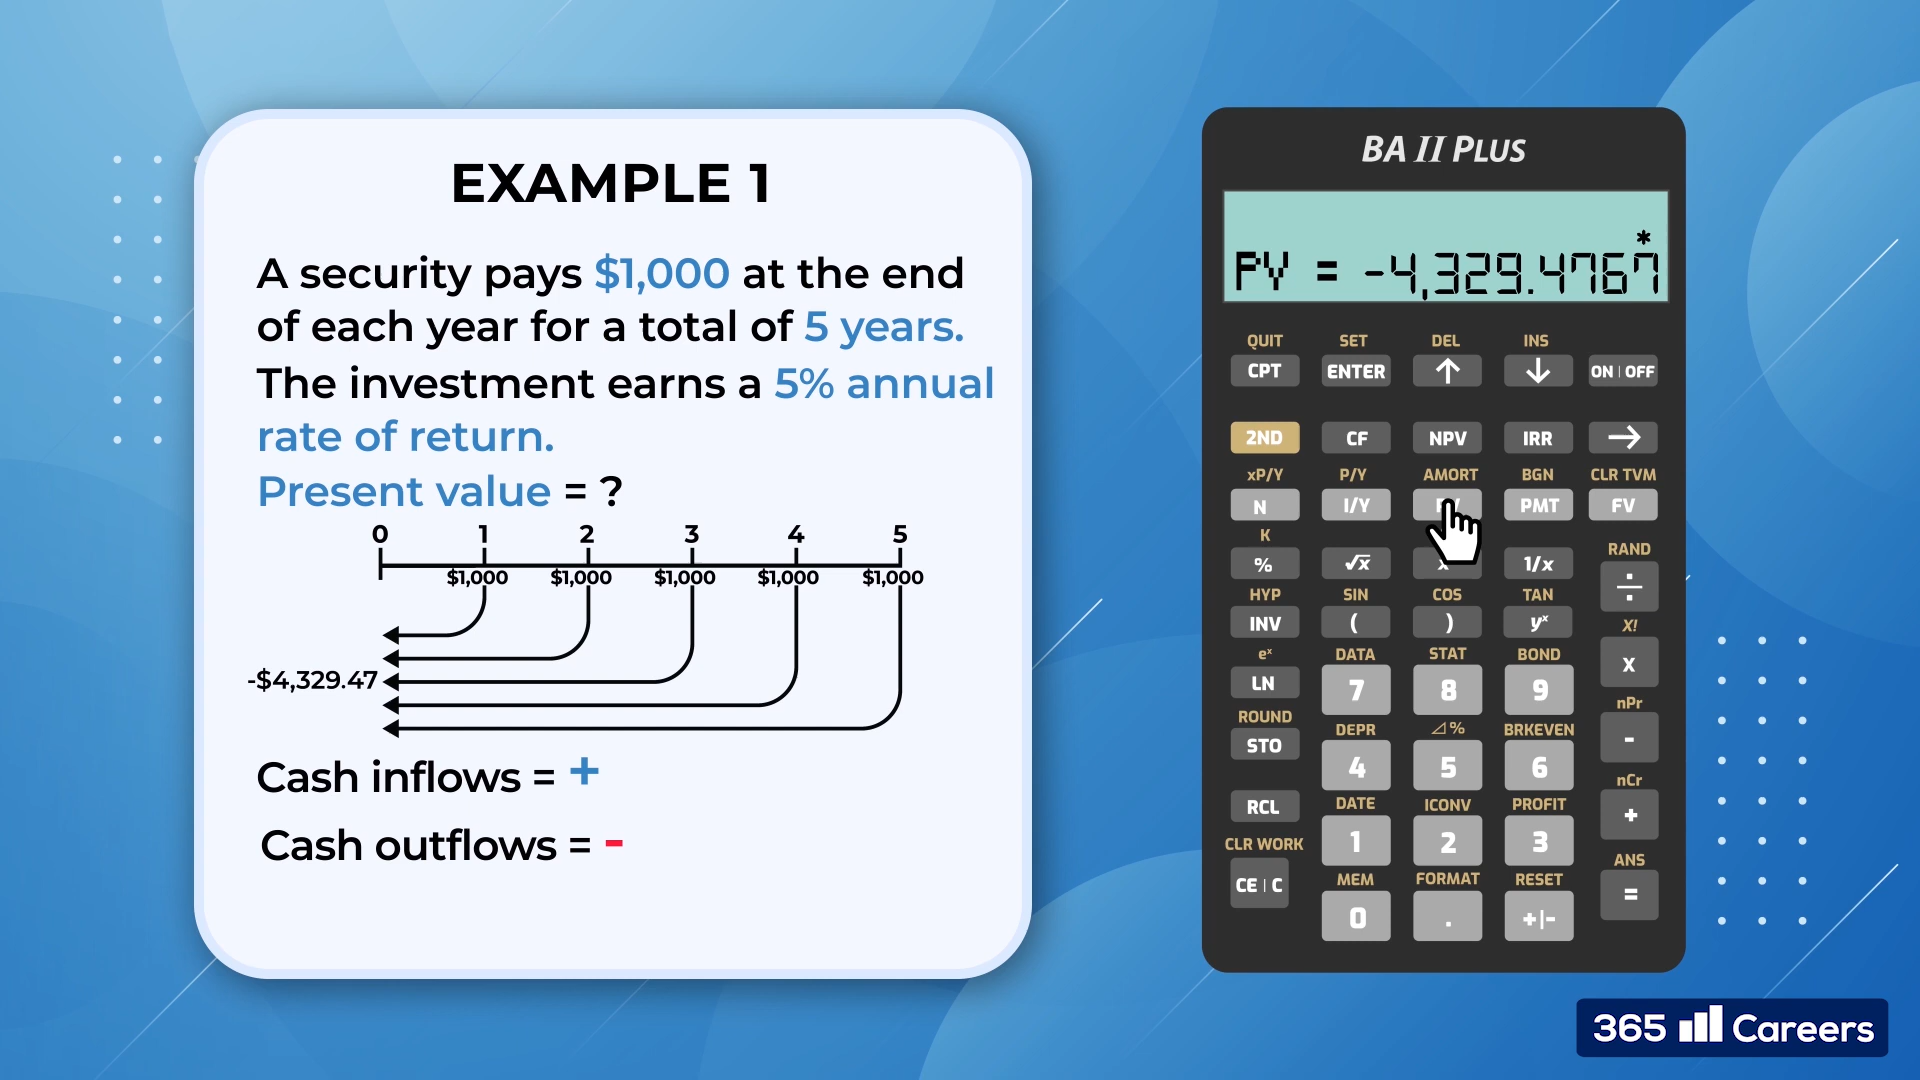 EXAMPLE 1
A security pays $1,000 at the end
of each year for a total of 5 years.
The investment earns a 5% annual
rate of return.
Present value = ?
0 1 2 3 4 5
$1,000 $1,000 $1,000 $1,000 $1,000
-$4,329.47
Cash inflows = +
Cash outflows = -
BA II PLUS
*
PV = -4,329.4767
QUIT SET DEL INS
CPT ENTER ↑ ↓ ON | OFF
2ND CF NPV IRR →
xP/Y P/Y AMORT BGN CLR TVM
N I/Y PMT FV
K
RAND
% √x 1/x ÷
HYP SIN COS TAN
INV ( ) yˣ
X!
eˣ DATA STAT BOND
LN 7 8 9 x
nPr
ROUND DEPR ⊿% BRKEVEN
STO 4 5 6 -
nCr
DATE ICONV PROFIT
RCL 1 2 3 +
CLR WORK
ANS
MEM FORMAT RESET
CE | C 0 . +|- =
365 Careers